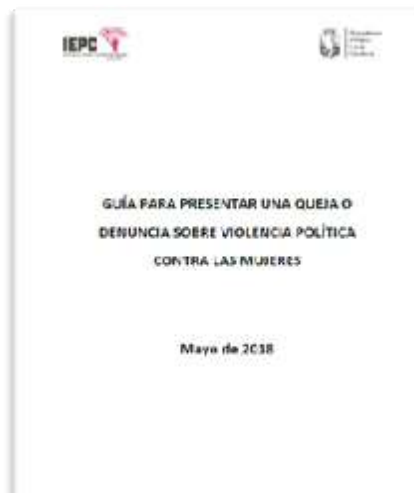 IEPC
GUÍA PARA PRESENTAR UNA QUEJA O
DENUNCIA SOBRE VIOLENCIA POLÍTICA
CONTRA LAS MUJERES
Mayo de 2018